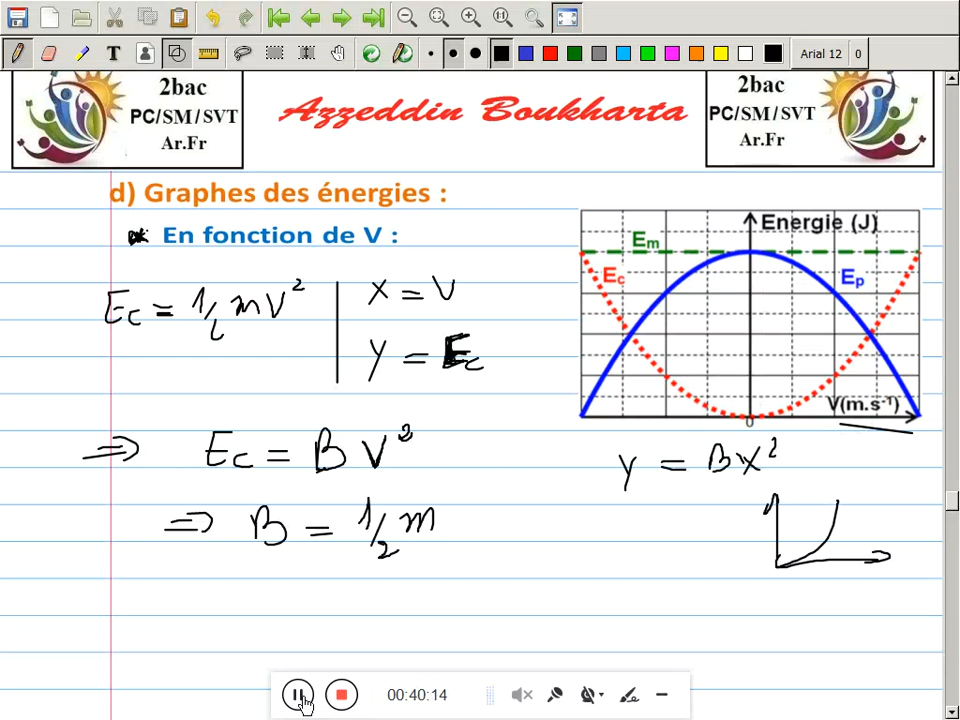 Arial 12 0
2bac
PC/SM/SVT
Ar.Fr
Azzeddin Boukharta
2bac
PC/SM/SVT
Ar.Fr
d) Graphes des énergies :
En fonction de V :
Ec = 1/2 mV²
x = V
y = Ec
Energie (J)
Em
Ec
Ep
V(m.s⁻¹)
0
=> Ec = B V²
y = Bx²
=> B = 1/2 m
00:40:14